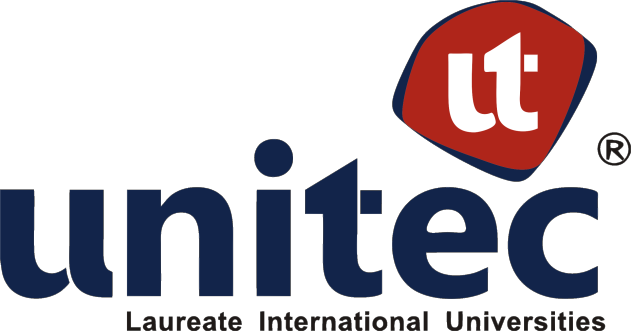 ut
®
unitec
Laureate International Universities